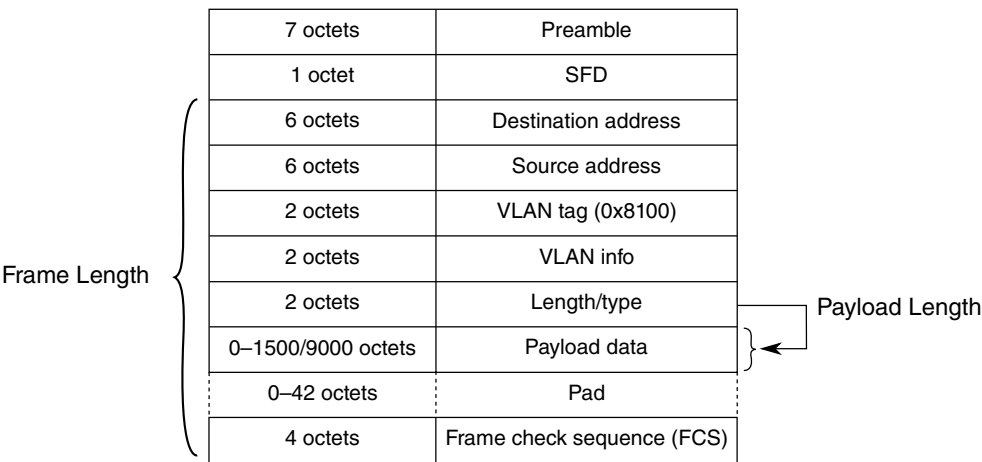 7 octets Preamble
1 octet SFD
6 octets Destination address
6 octets Source address
2 octets VLAN tag (0x8100)
2 octets VLAN info
Frame Length
2 octets Length/type
Payload Length
0–1500/9000 octets Payload data
0–42 octets Pad
4 octets Frame check sequence (FCS)